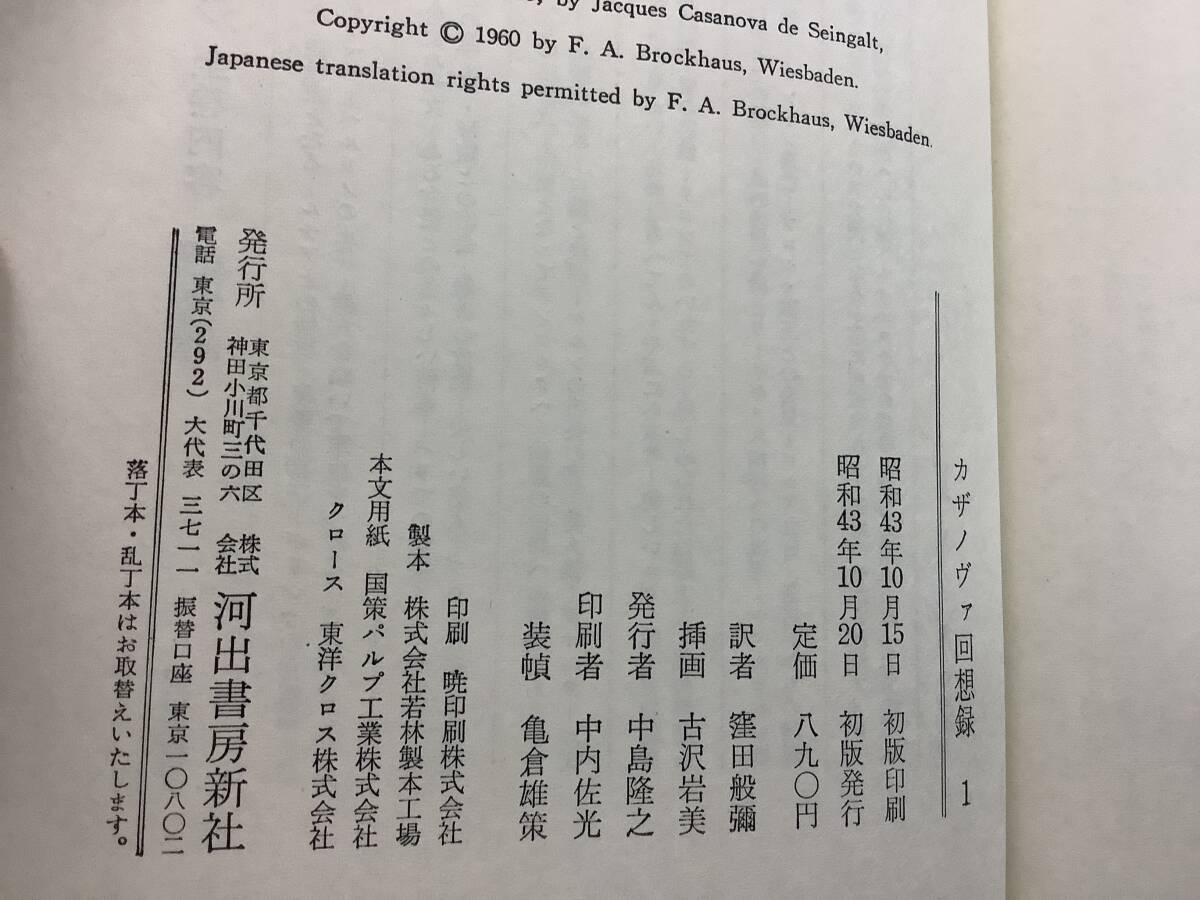 by Jacques Casanova de Seingalt,
Copyright © 1960 by F. A. Brockhaus, Wiesbaden.
Japanese translation rights permitted by F. A. Brockhaus, Wiesbaden.
カザノヴァ回想録 1
昭和43年10月15日 初版印刷
昭和43年10月20日 初版発行
定価 八九〇円
訳者 窪田般彌
挿画 古沢岩美
発行者 中島隆之
印刷者 中内佐光
装幀 亀倉雄策
印刷 暁印刷株式会社
製本 株式会社若林製本工場
本文用紙 国策パルプ工業株式会社
クロース 東洋クロス株式会社
発行所 東京都千代田区神田小川町三の六 株式会社 河出書房新社
電話 東京(292) 大代表 三七一一 振替口座 東京一〇八〇二
落丁本・乱丁本はお取替えいたします。